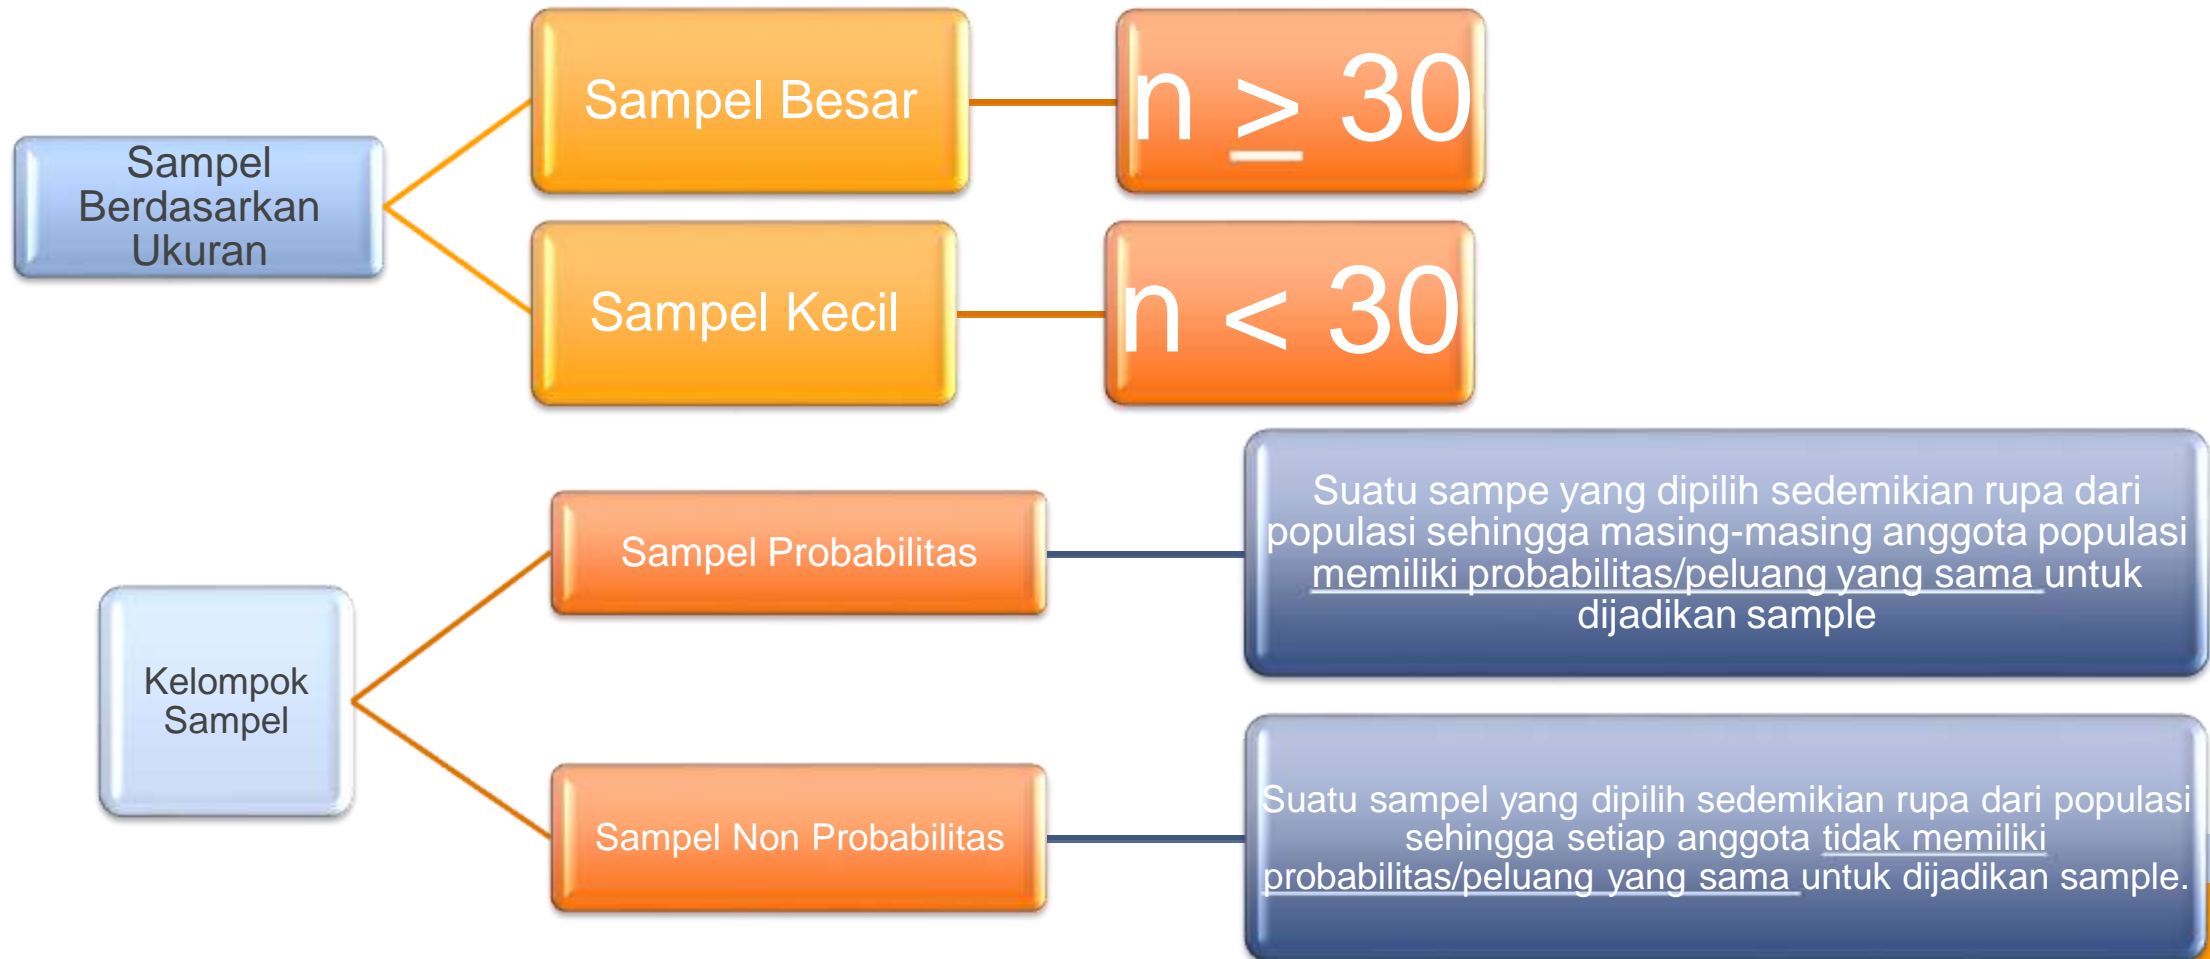 Sampel
Berdasarkan
Ukuran
Sampel Besar
n ≥ 30
Sampel Kecil
n < 30
Kelompok
Sampel
Sampel Probabilitas
Suatu sampe yang dipilih sedemikian rupa dari
populasi sehingga masing-masing anggota populasi
memiliki probabilitas/peluang yang sama untuk
dijadikan sample
Sampel Non Probabilitas
Suatu sampel yang dipilih sedemikian rupa dari populasi
sehingga setiap anggota tidak memiliki
probabilitas/peluang yang sama untuk dijadikan sample.